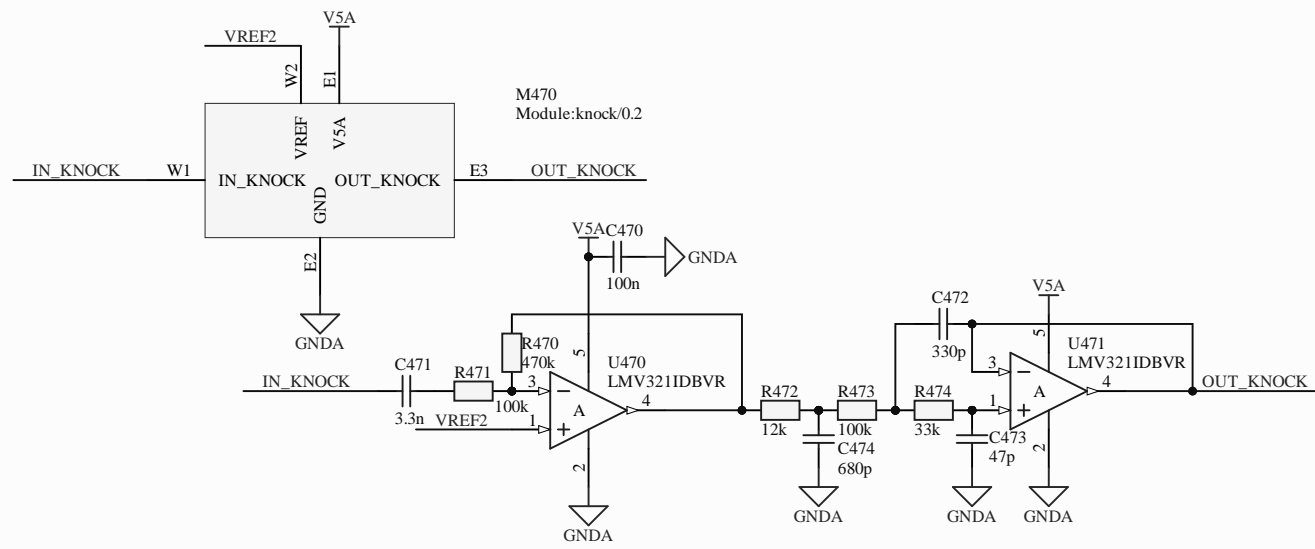 V5A
VREF2
W2
E1
M470
Module:knock/0.2
VREF
V5A
IN_KNOCK
W1
IN_KNOCK
OUT_KNOCK
E3
OUT_KNOCK
GND
E2
GNDA
V5A
C470
100n
GNDA
C472
330p
V5A
5
U471
LMV321IDBVR
R470
470k
5
U470
LMV321IDBVR
C471
3.3n
R471
100k
IN_KNOCK
VREF2
3
1
A
4
2
GNDA
R472
12k
R473
100k
R474
33k
C474
680p
GNDA
C473
47p
GNDA
3
1
A
4
OUT_KNOCK
2
GNDA